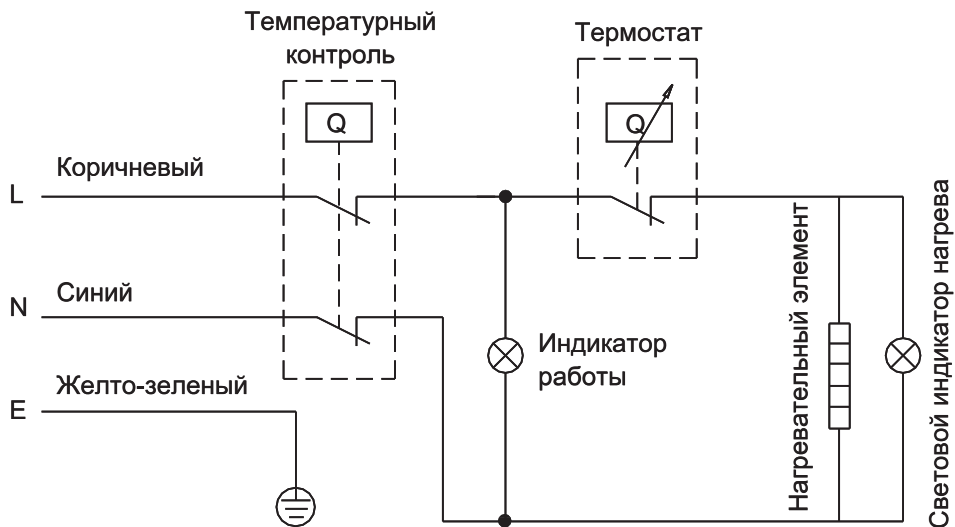 Температурный
контроль
Термостат
Q
Q
Коричневый
L
Синий
N
Индикатор
работы
Желто-зеленый
E
Нагревательный элемент
Световой индикатор нагрева